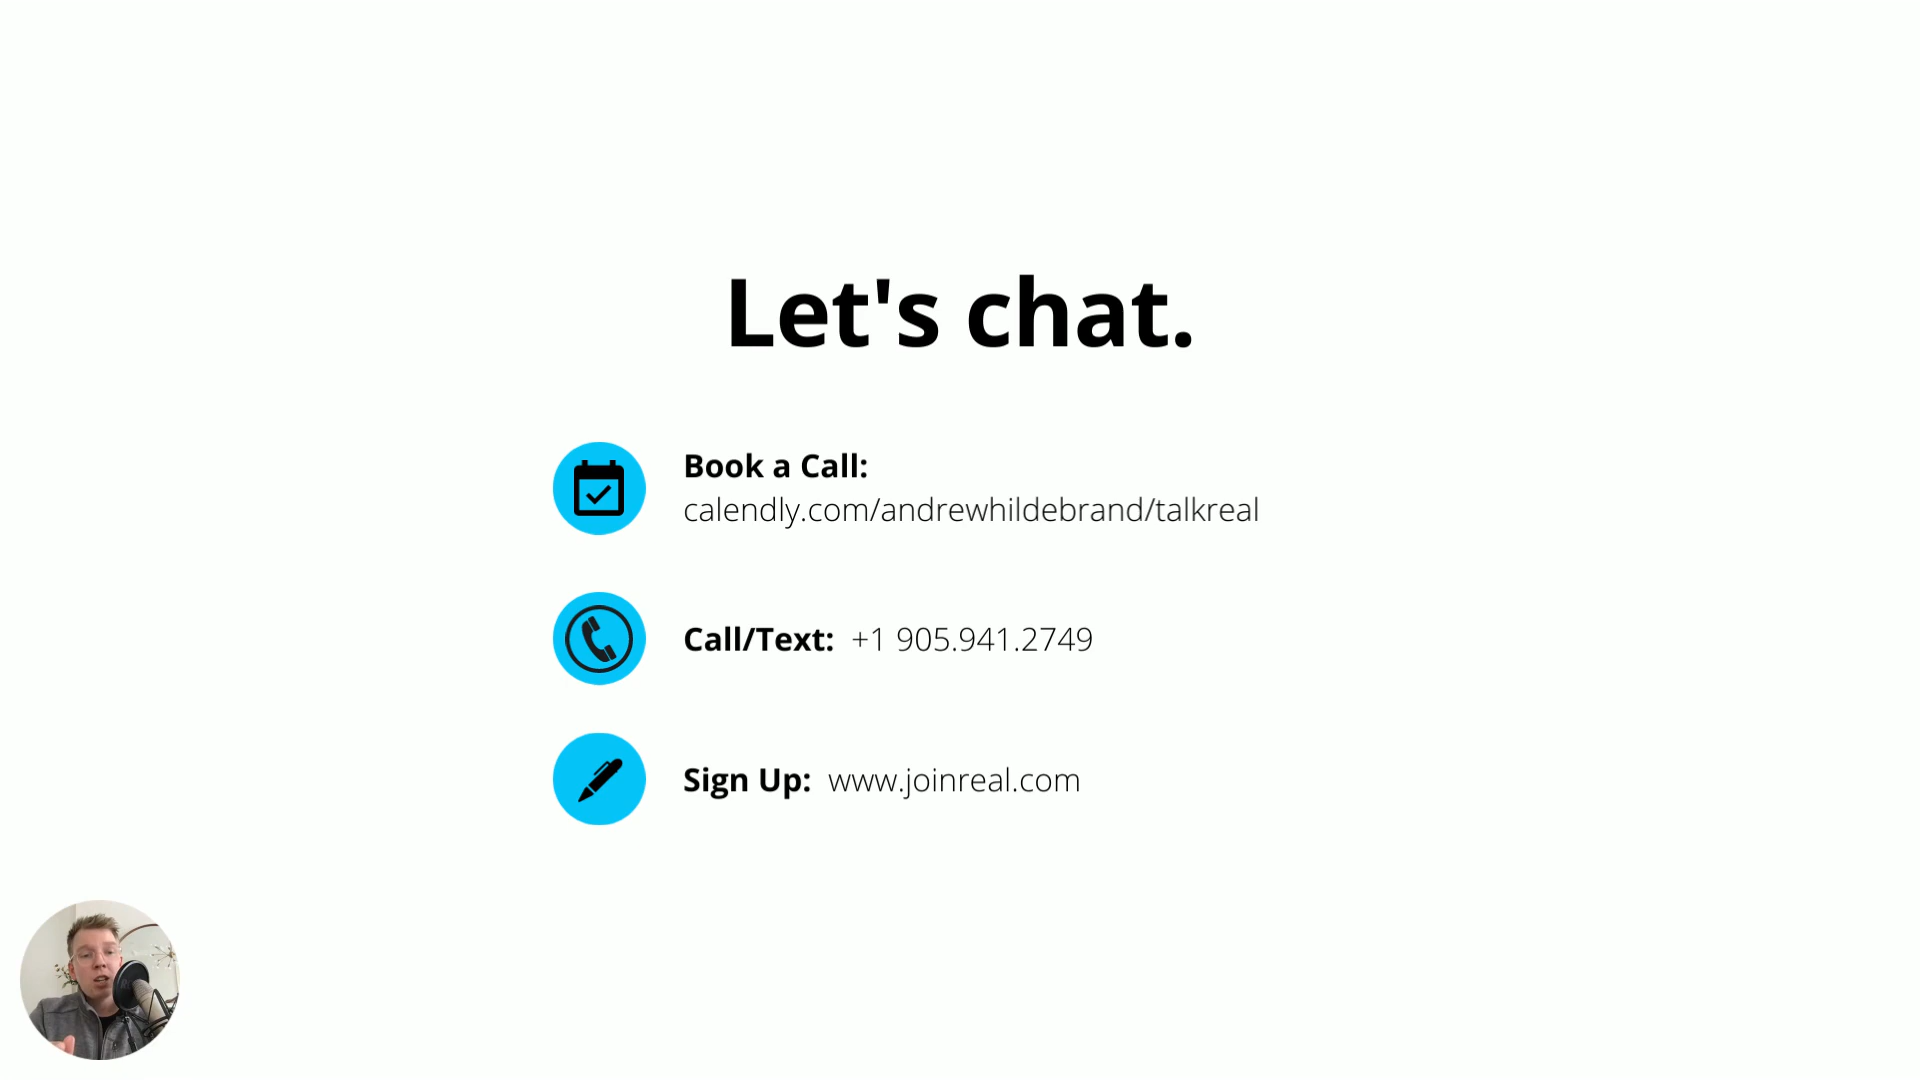 Let's chat.
Book a Call:
calendly.com/andrewhildebrand/talkreal
Call/Text: +1 905.941.2749
Sign Up: www.joinreal.com